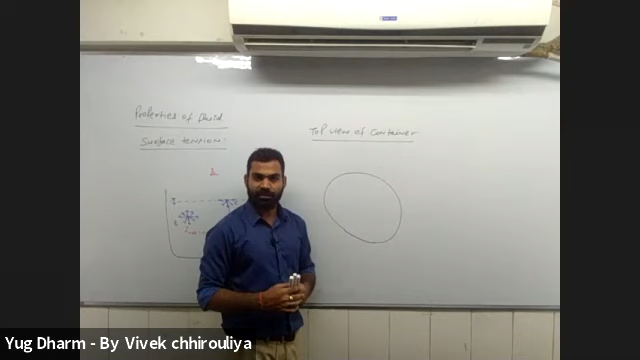 Properties of fluid
Surface tension:
Top view of Container
Yug Dharm - By Vivek chhirouliya